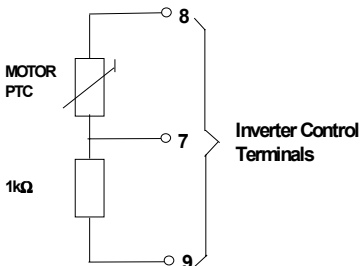 8
MOTOR
PTC
7
Inverter Control
Terminals
1kΩ
9